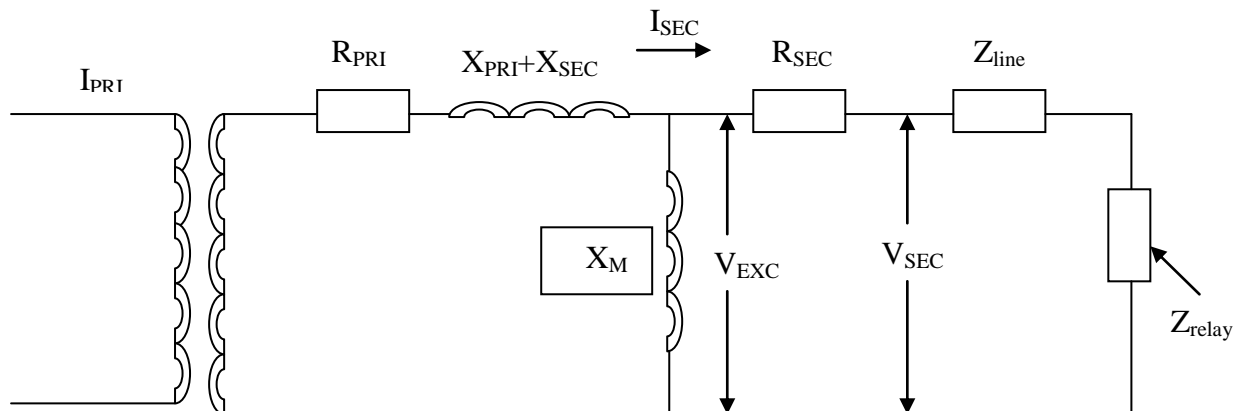 I_SEC
R_PRI
X_PRI+X_SEC
R_SEC
Z_line
I_PRI
X_M
V_EXC
V_SEC
Z_relay